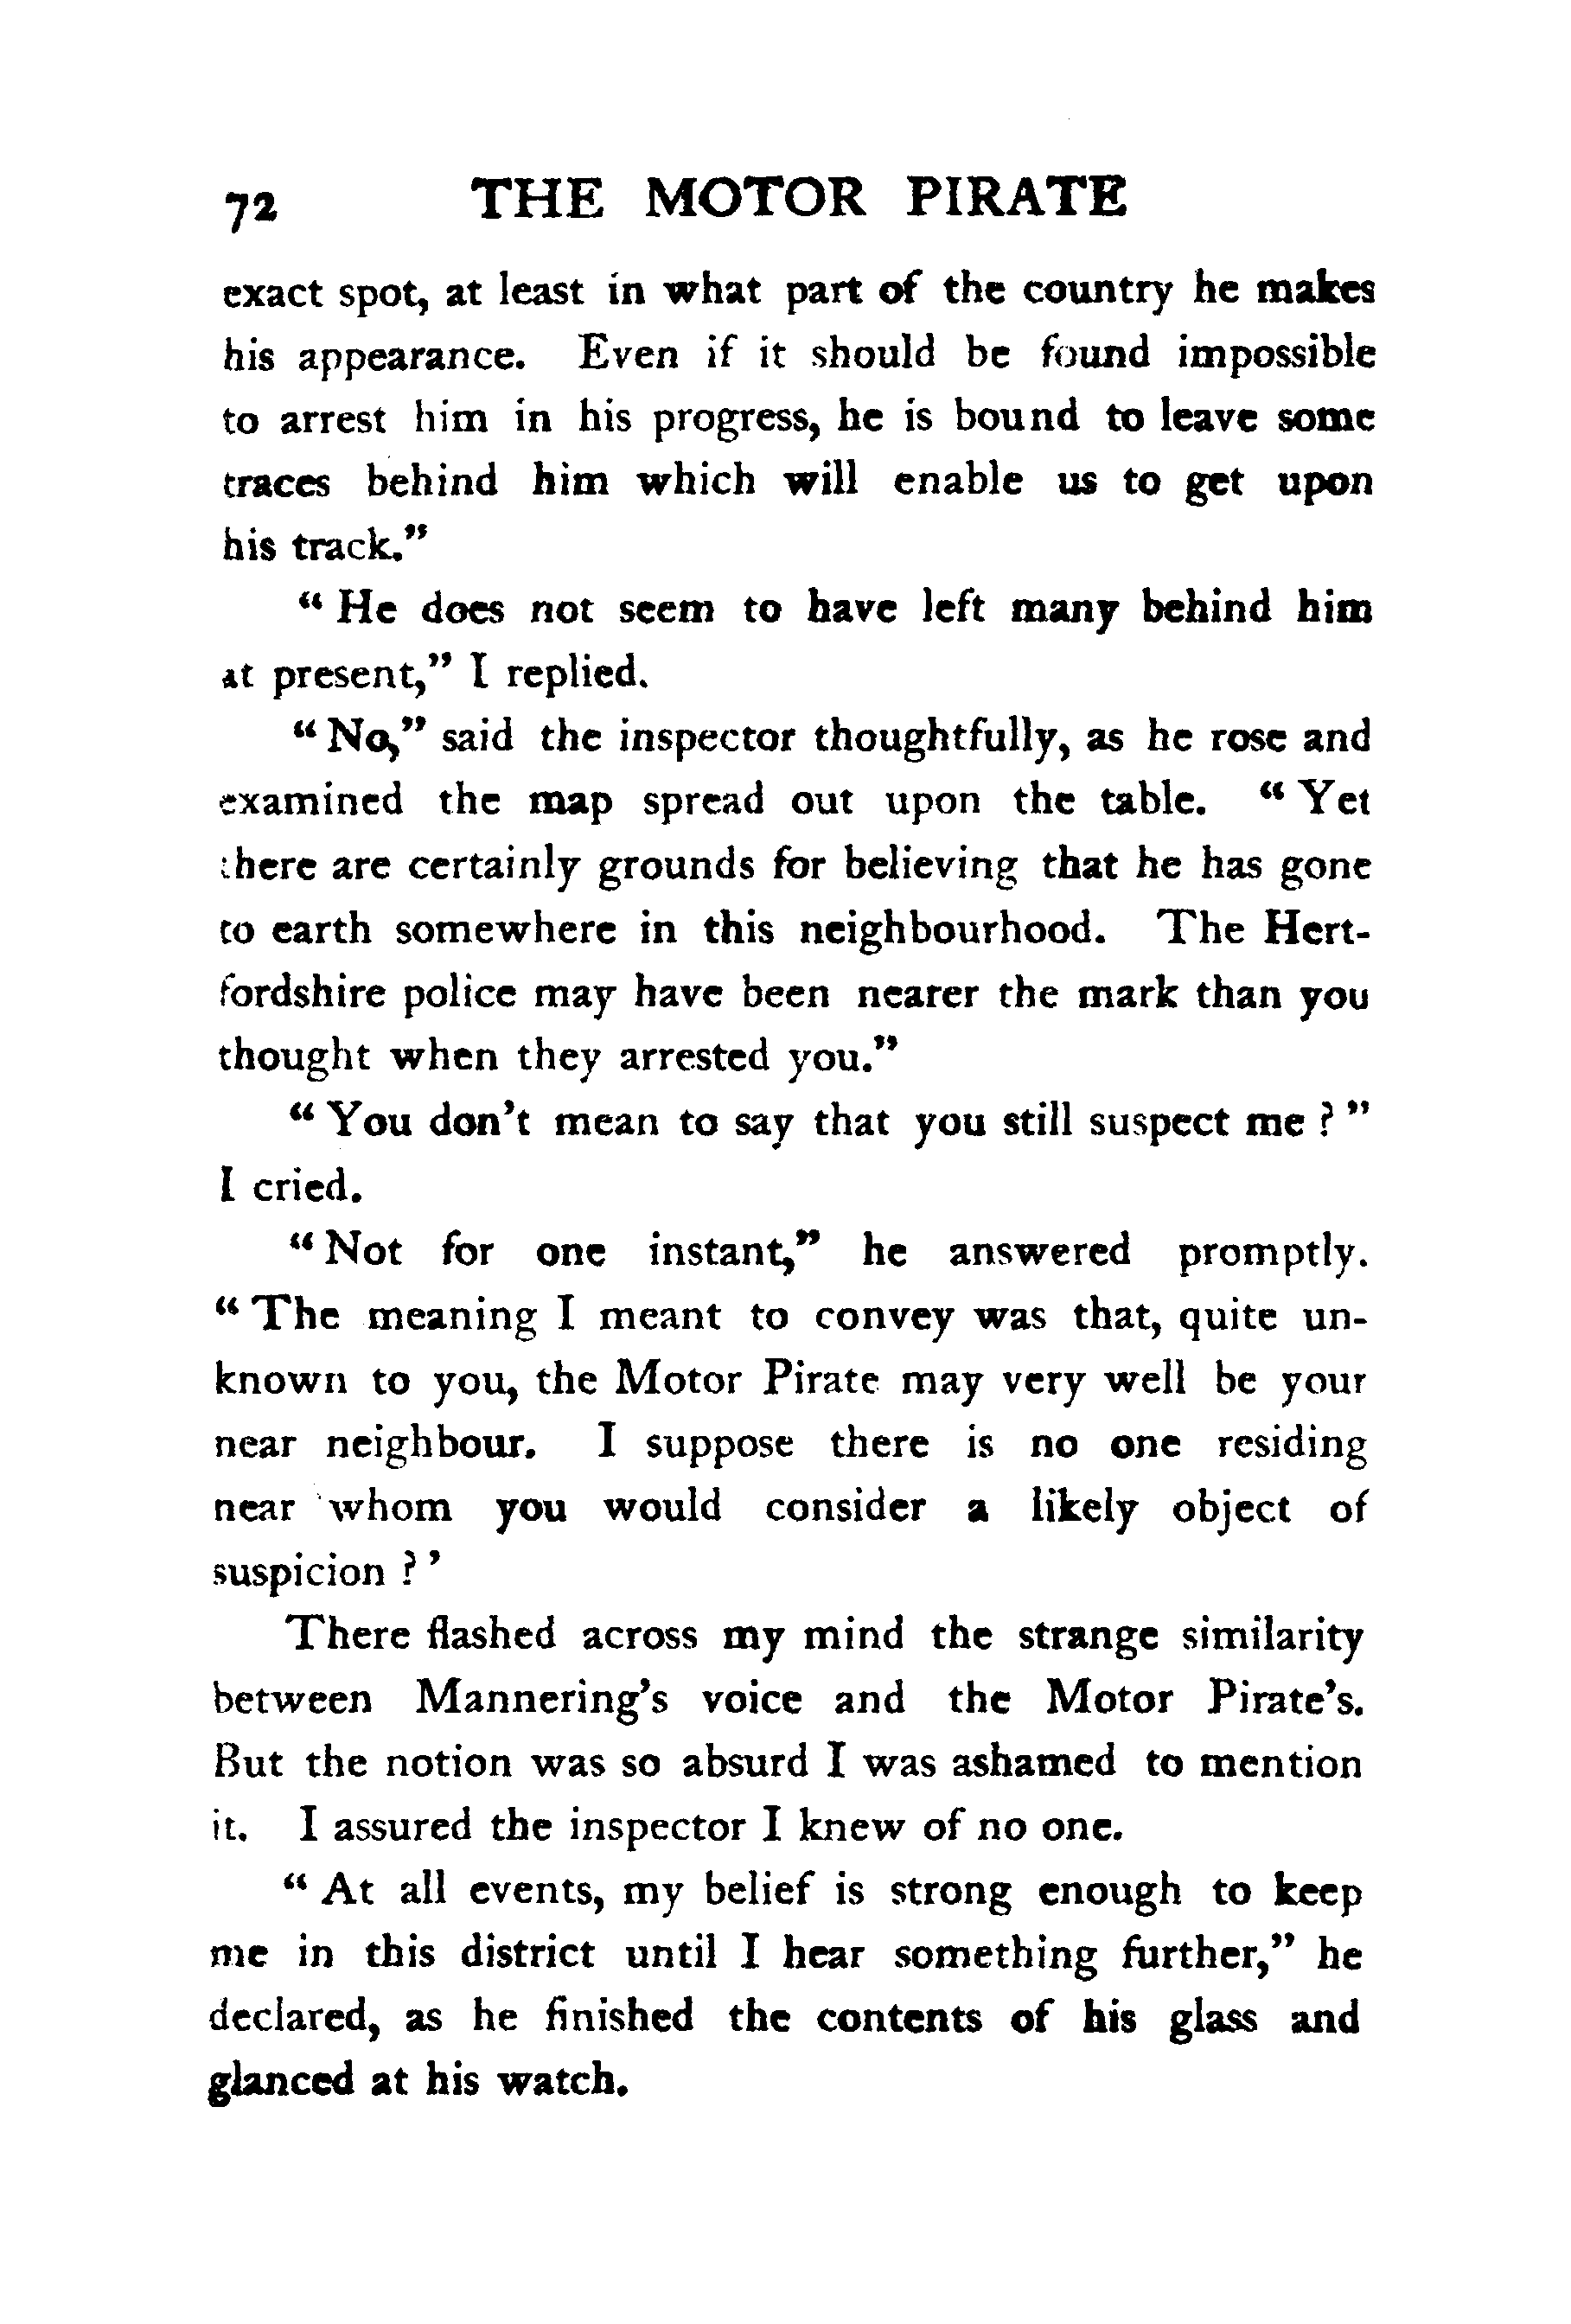 72 THE MOTOR PIRATE
exact spot, at least in what part of the country he makes
his appearance. Even if it should be found impossible
to arrest him in his progress, he is bound to leave some
traces behind him which will enable us to get upon
his track."
" He does not seem to have left many behind him
at present," I replied.
" No," said the inspector thoughtfully, as he rose and
examined the map spread out upon the table. " Yet
there are certainly grounds for believing that he has gone
to earth somewhere in this neighbourhood. The Hert-
fordshire police may have been nearer the mark than you
thought when they arrested you."
" You don't mean to say that you still suspect me ? "
I cried.
" Not for one instant," he answered promptly.
" The meaning I meant to convey was that, quite un-
known to you, the Motor Pirate may very well be your
near neighbour. I suppose there is no one residing
near whom you would consider a likely object of
suspicion ? '
There flashed across my mind the strange similarity
between Mannering's voice and the Motor Pirate's.
But the notion was so absurd I was ashamed to mention
it. I assured the inspector I knew of no one.
" At all events, my belief is strong enough to keep
me in this district until I hear something further," he
declared, as he finished the contents of his glass and
glanced at his watch.